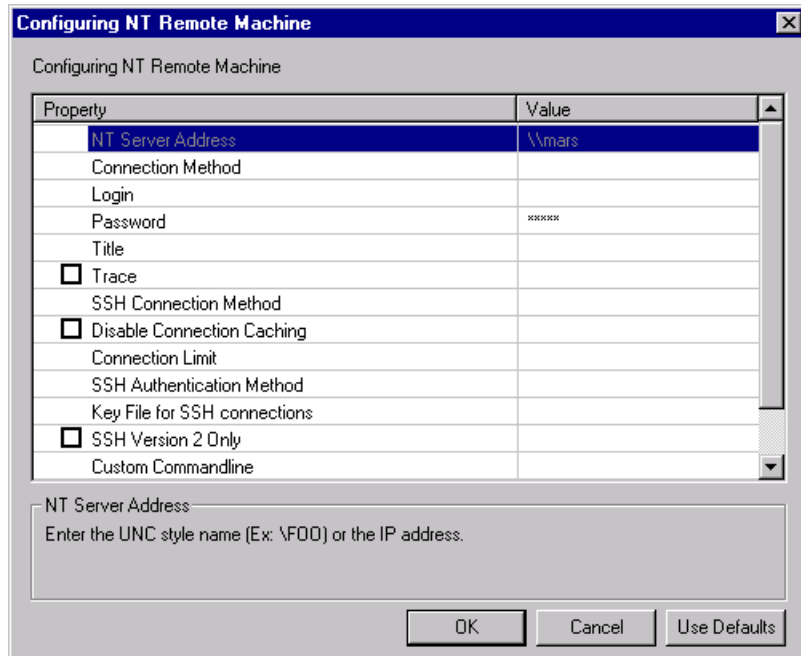 Configuring NT Remote Machine
Configuring NT Remote Machine
Property Value
NT Server Address \\mars
Connection Method
Login
Password *****
Title
Trace
SSH Connection Method
Disable Connection Caching
Connection Limit
SSH Authentication Method
Key File for SSH connections
SSH Version 2 Only
Custom Commandline
NT Server Address
Enter the UNC style name (Ex: \FOO) or the IP address.
OK Cancel Use Defaults